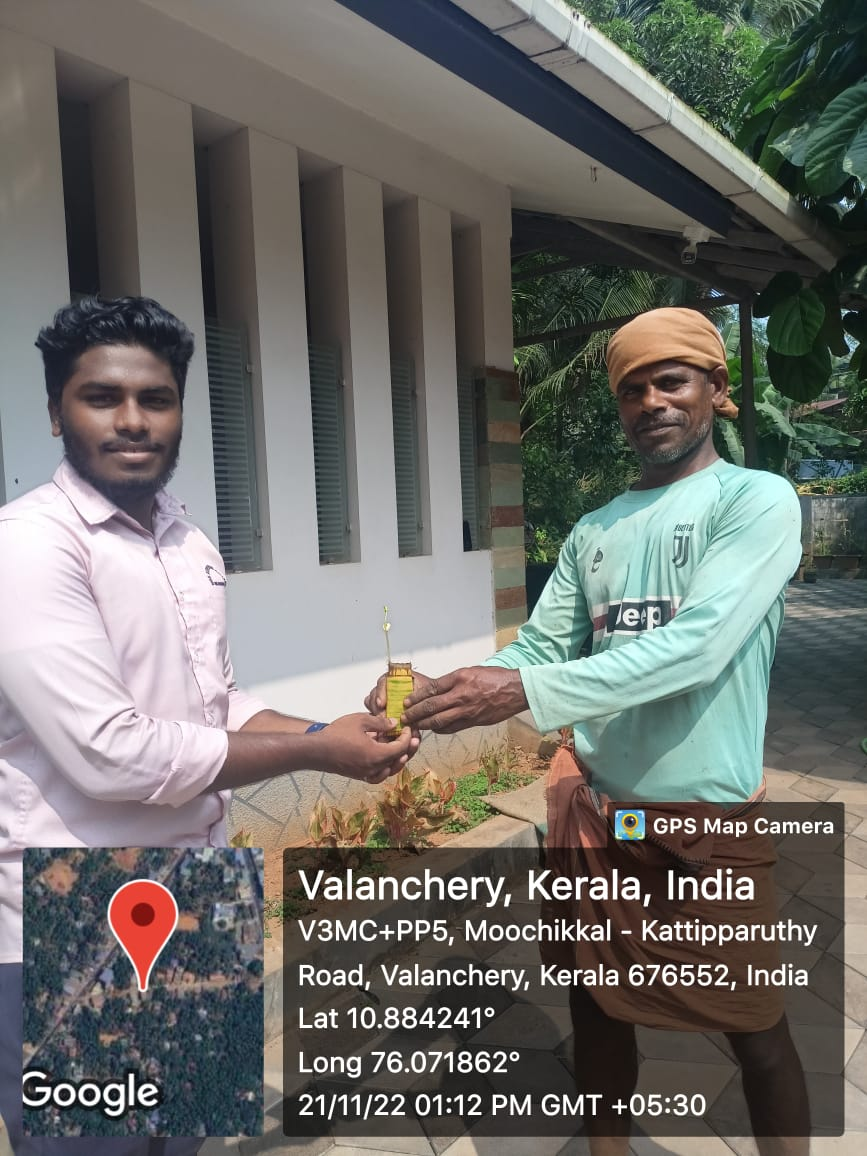 Jeep
GPS Map Camera
Valanchery, Kerala, India
V3MC+PP5, Moochikkal - Kattipparuthy
Road, Valanchery, Kerala 676552, India
Lat 10.884241°
Long 76.071862°
21/11/22 01:12 PM GMT +05:30
Google